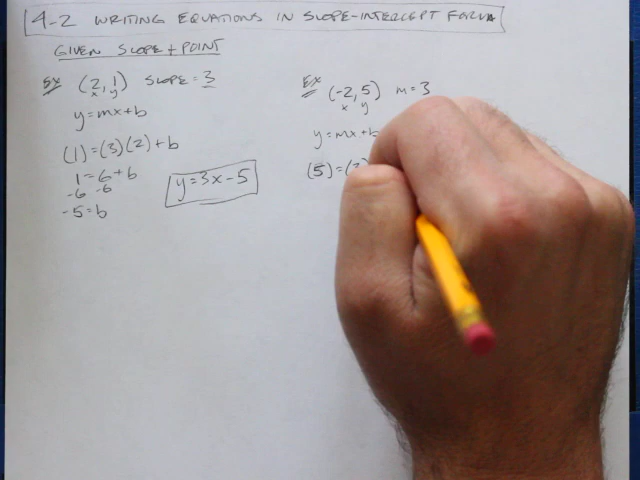 4-2 WRITING EQUATIONS IN SLOPE-INTERCEPT FORM
GIVEN SLOPE + POINT
EX (2,1) SLOPE = 3
x y
y=mx+b
(1)=(3)(2)+b
1=6+b
-6 -6
-5=b
y=3x-5
EX (-2,5) m=3
x y
y=mx+b
(5)=(